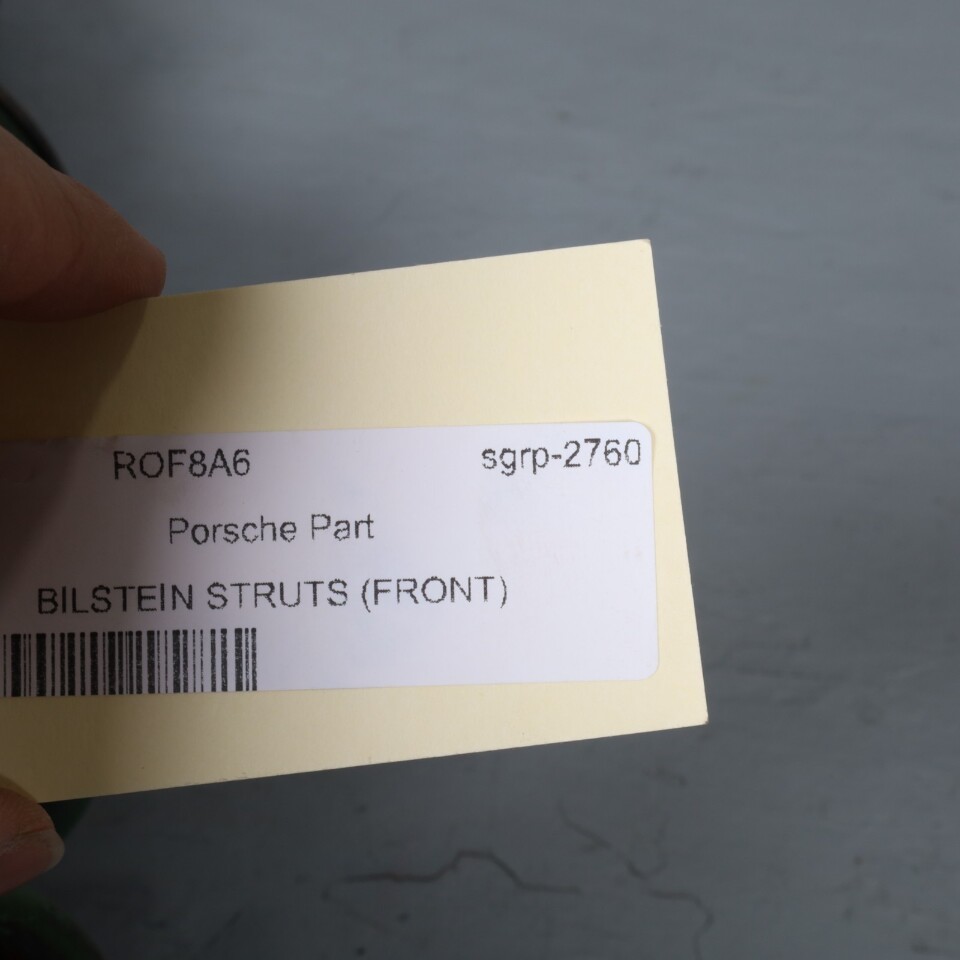 ROF8A6 sgrp-2760
Porsche Part
BILSTEIN STRUTS (FRONT)